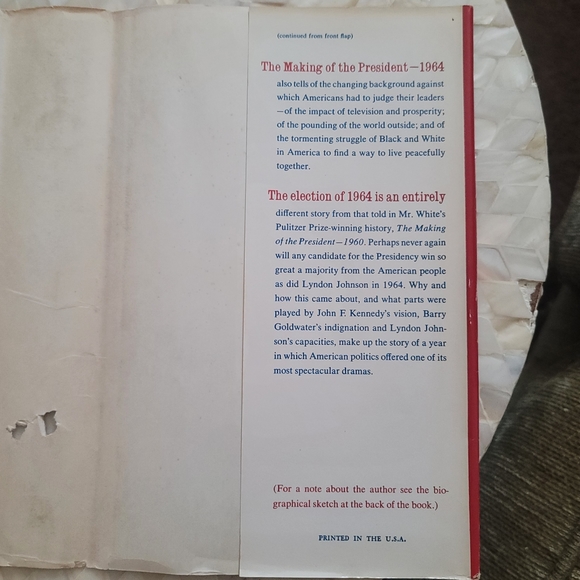 (continued from front flap)
The Making of the President—1964
also tells of the changing background against
which Americans had to judge their leaders
—of the impact of television and prosperity;
of the pounding of the world outside; and of
the tormenting struggle of Black and White
in America to find a way to live peacefully
together.
The election of 1964 is an entirely
different story from that told in Mr. White's
Pulitzer Prize-winning history, The Making
of the President—1960. Perhaps never again
will any candidate for the Presidency win so
great a majority from the American people
as did Lyndon Johnson in 1964. Why and
how this came about, and what parts were
played by John F. Kennedy's vision, Barry
Goldwater's indignation and Lyndon John-
son's capacities, make up the story of a year
in which American politics offered one of its
most spectacular dramas.
(For a note about the author see the bio-
graphical sketch at the back of the book.)
PRINTED IN THE U.S.A.